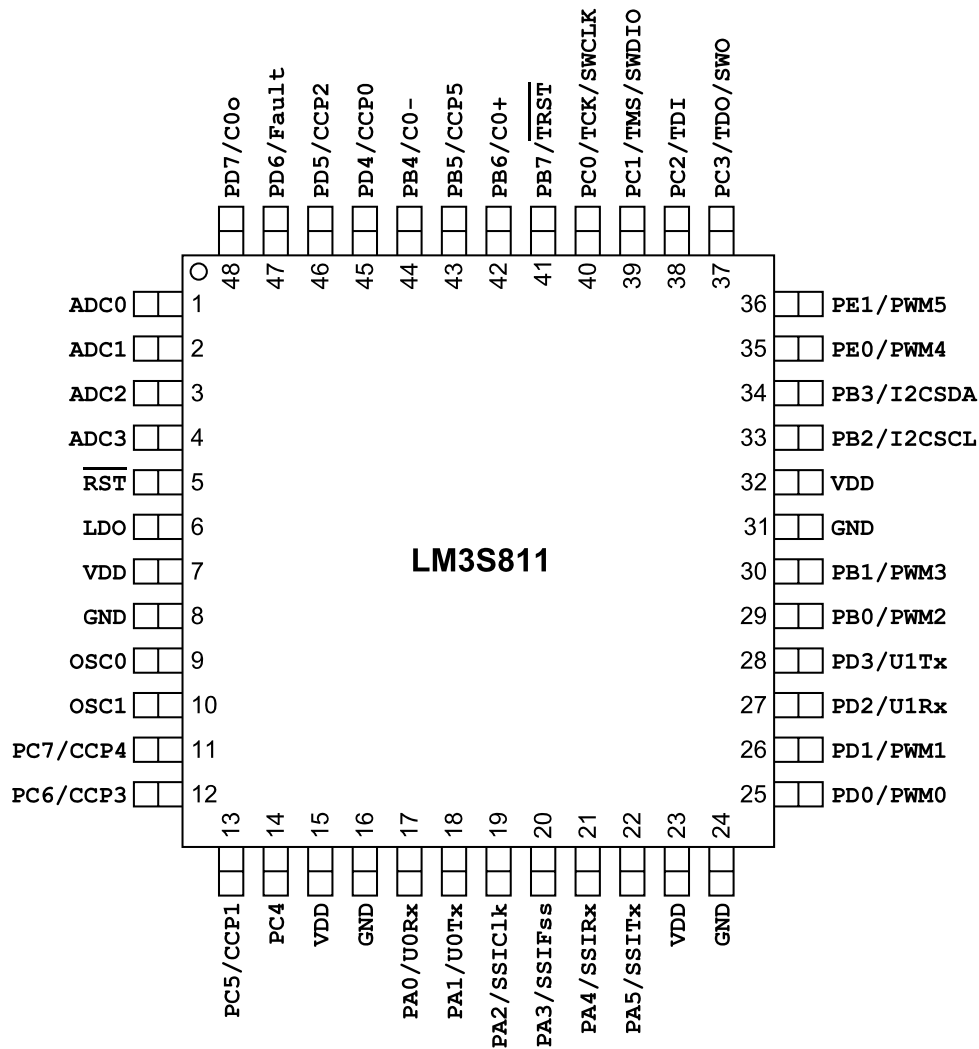 PD7/C0o
PD6/Fault
PD5/CCP2
PD4/CCP0
PB4/C0-
PB5/CCP5
PB6/C0+
PB7/T̅R̅S̅T̅
PC0/TCK/SWCLK
PC1/TMS/SWDIO
PC2/TDI
PC3/TDO/SWO
48
47
46
45
44
43
42
41
40
39
38
37
ADC0 1
ADC1 2
ADC2 3
ADC3 4
R̅S̅T̅ 5
LDO 6
VDD 7
GND 8
OSC0 9
OSC1 10
PC7/CCP4 11
PC6/CCP3 12
LM3S811
36 PE1/PWM5
35 PE0/PWM4
34 PB3/I2CSDA
33 PB2/I2CSCL
32 VDD
31 GND
30 PB1/PWM3
29 PB0/PWM2
28 PD3/U1Tx
27 PD2/U1Rx
26 PD1/PWM1
25 PD0/PWM0
13
14
15
16
17
18
19
20
21
22
23
24
PC5/CCP1
PC4
VDD
GND
PA0/U0Rx
PA1/U0Tx
PA2/SSIClk
PA3/SSIFss
PA4/SSIRx
PA5/SSITx
VDD
GND